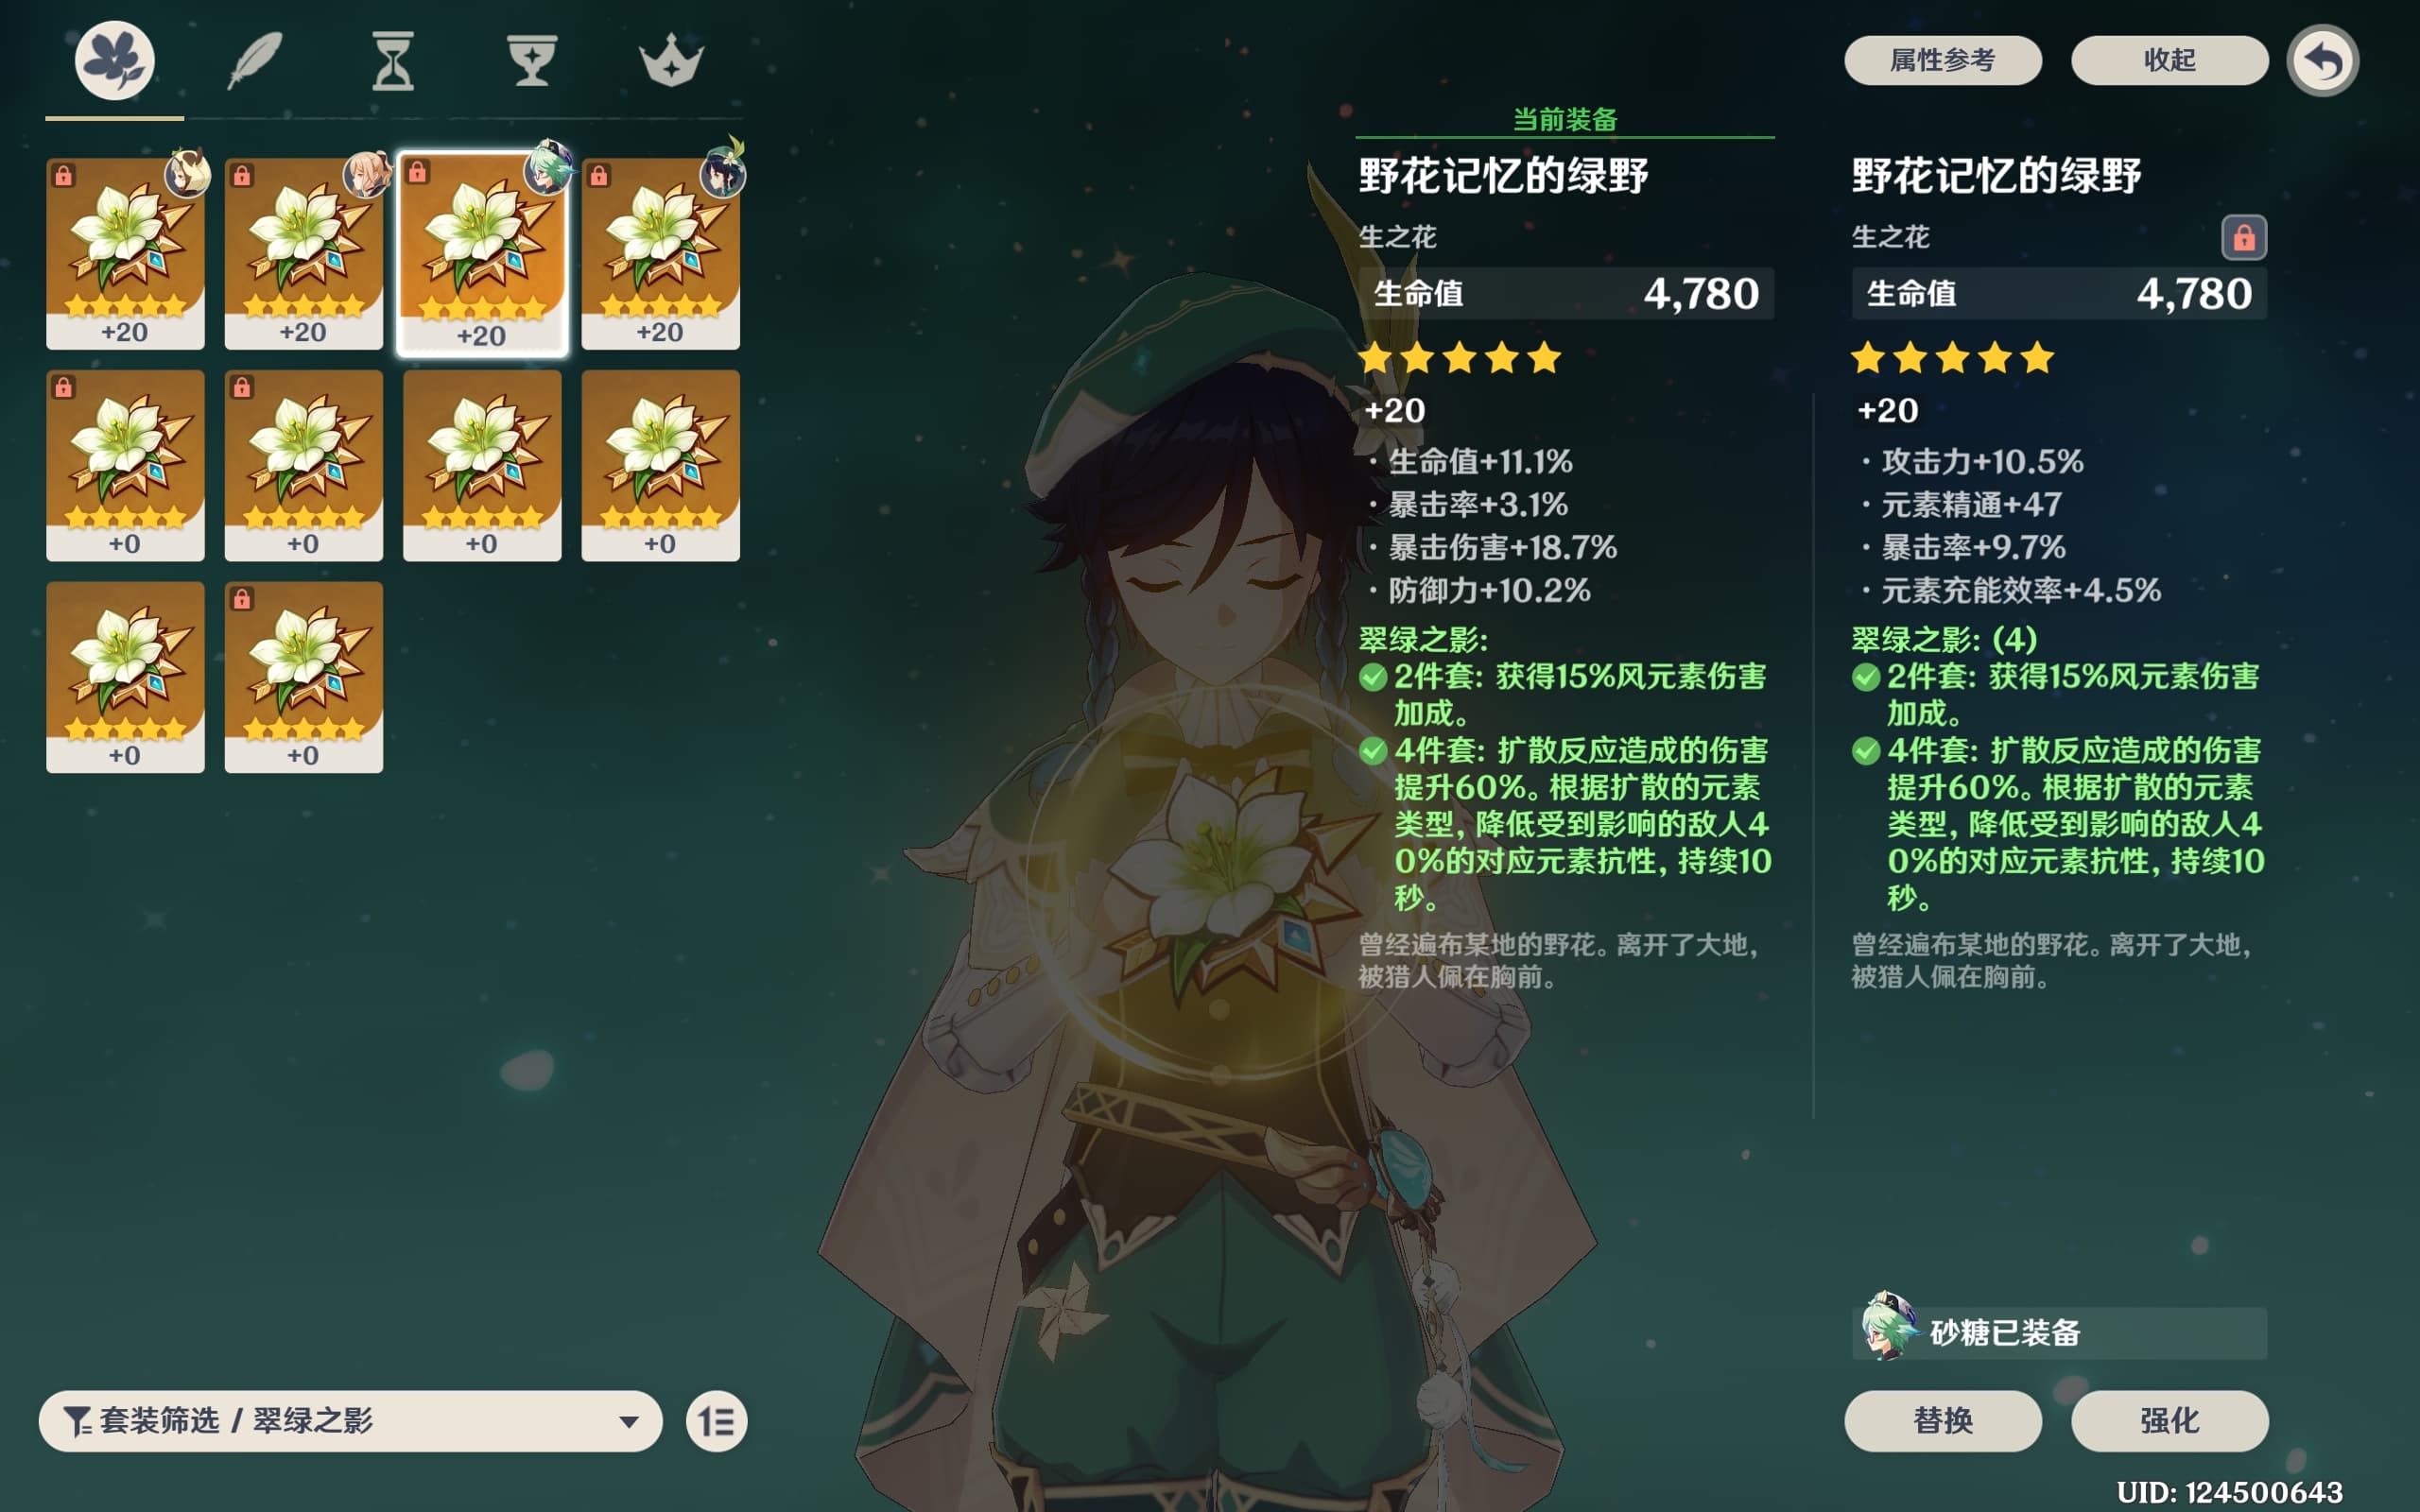 属性参考
收起
+20
+20
+20
+20
+0
+0
+0
+0
+0
+0
套装筛选 / 翠绿之影
当前装备
野花记忆的绿野
生之花
生命值 4,780
+20
·生命值+11.1%
·暴击率+3.1%
·暴击伤害+18.7%
·防御力+10.2%
翠绿之影:
2件套: 获得15%风元素伤害
加成。
4件套: 扩散反应造成的伤害
提升60%。根据扩散的元素
类型, 降低受到影响的敌人4
0%的对应元素抗性, 持续10
秒。
曾经遍布某地的野花。离开了大地,
被猎人佩在胸前。
野花记忆的绿野
生之花
生命值 4,780
+20
·攻击力+10.5%
·元素精通+47
·暴击率+9.7%
·元素充能效率+4.5%
翠绿之影: (4)
2件套: 获得15%风元素伤害
加成。
4件套: 扩散反应造成的伤害
提升60%。根据扩散的元素
类型, 降低受到影响的敌人4
0%的对应元素抗性, 持续10
秒。
曾经遍布某地的野花。离开了大地,
被猎人佩在胸前。
砂糖已装备
替换
强化
UID: 124500643